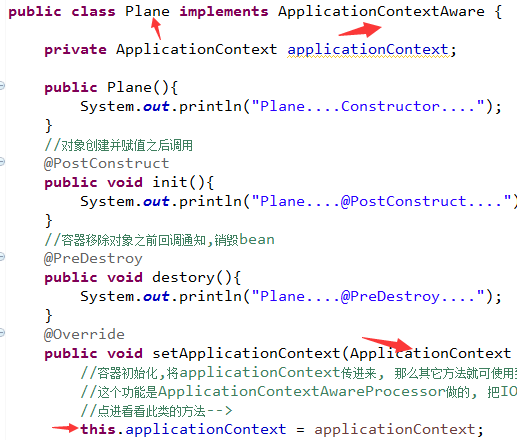 public class Plane implements ApplicationContextAware {
private ApplicationContext applicationContext;
public Plane(){
System.out.println("Plane....Constructor....");
}
//对象创建并赋值之后调用
@PostConstruct
public void init(){
System.out.println("Plane....@PostConstruct....")
}
//容器移除对象之前回调通知,销毁bean
@PreDestroy
public void destory(){
System.out.println("Plane....@PreDestroy....");
}
@Override
public void setApplicationContext(ApplicationContext
//容器初始化,将applicationContext传进来, 那么其它方法就可使用到
//这个功能是ApplicationContextAwareProcessor做的, 把IO
//点进看看此类的方法-->
this.applicationContext = applicationContext;